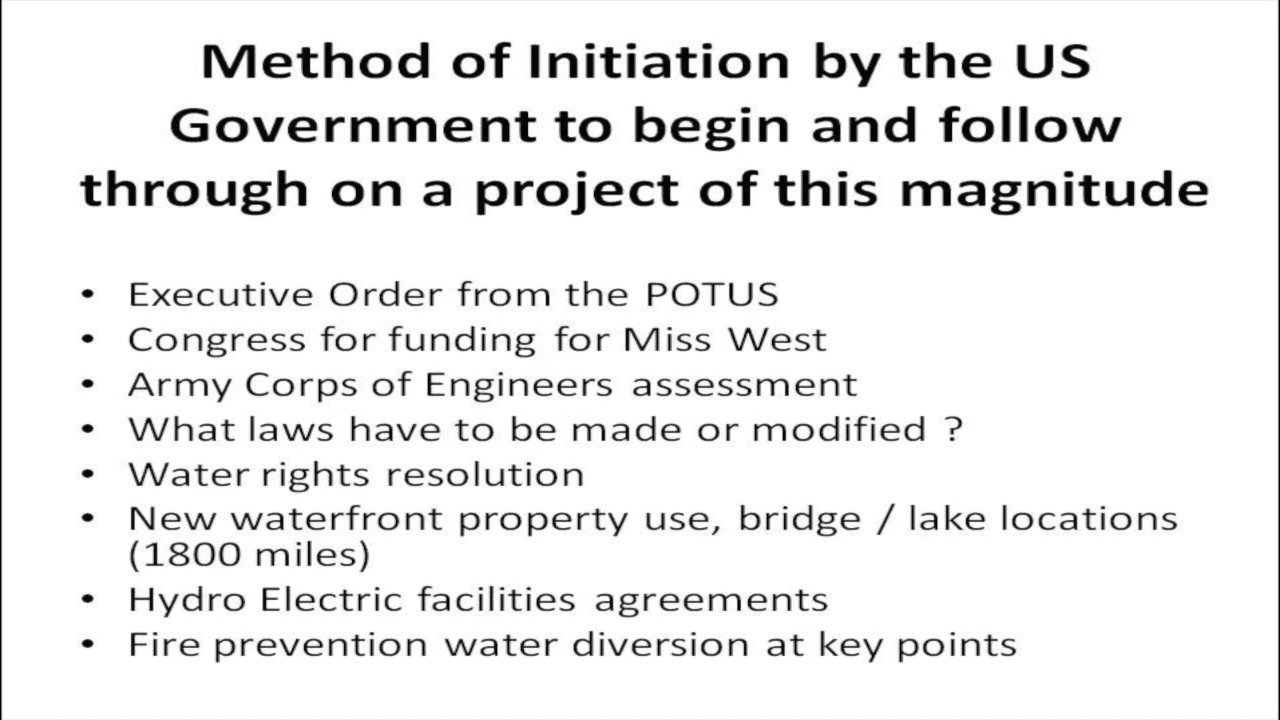 Method of Initiation by the US
Government to begin and follow
through on a project of this magnitude
• Executive Order from the POTUS
• Congress for funding for Miss West
• Army Corps of Engineers assessment
• What laws have to be made or modified ?
• Water rights resolution
• New waterfront property use, bridge / lake locations
(1800 miles)
• Hydro Electric facilities agreements
• Fire prevention water diversion at key points